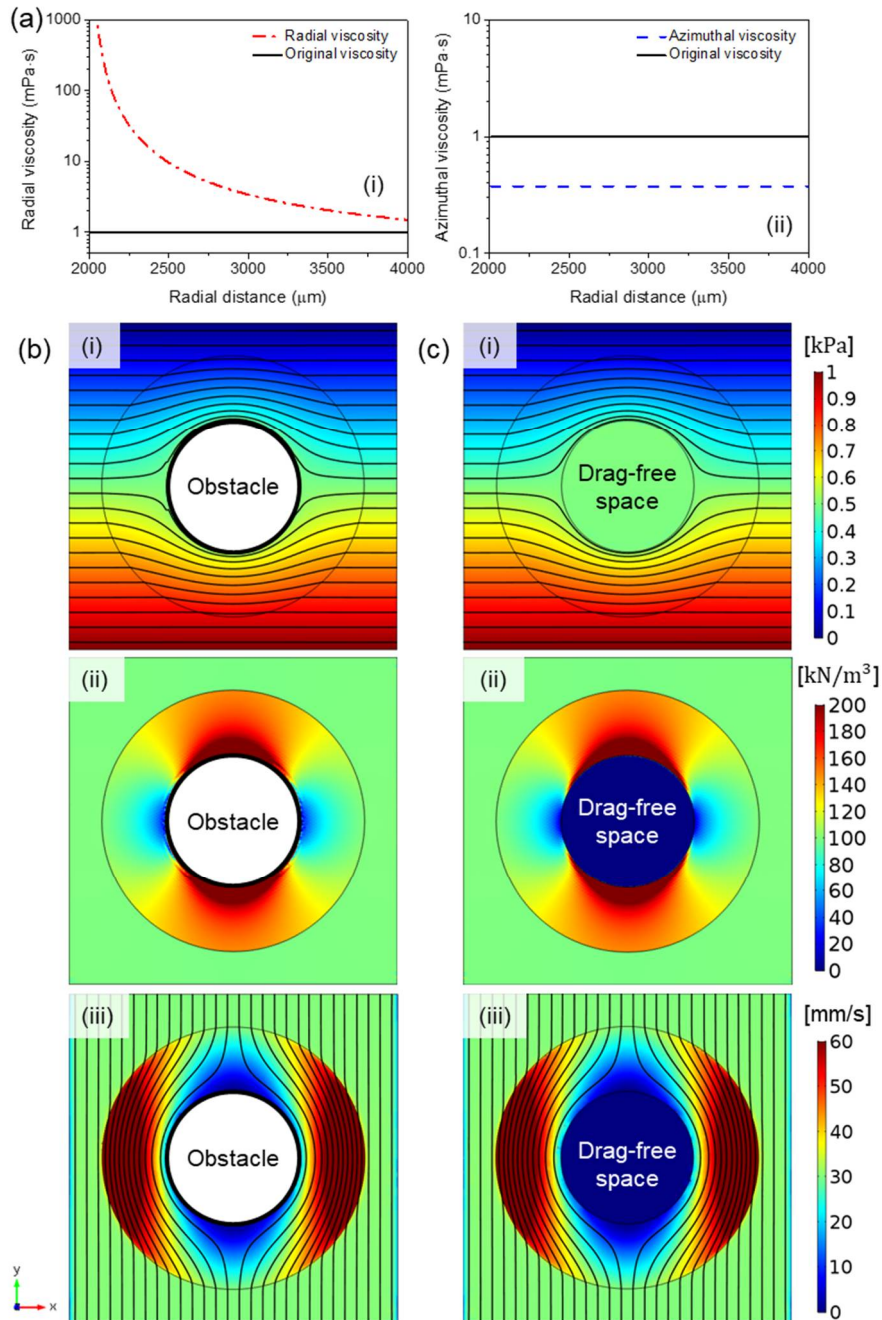 (a)
1000
100
10
1
Radial viscosity (mPa·s)
Radial viscosity
Original viscosity
(i)
2000 2500 3000 3500 4000
Radial distance (μm)
10
1
0.1
Azimuthal viscosity (mPa·s)
Azimuthal viscosity
Original viscosity
(ii)
2000 2500 3000 3500 4000
Radial distance (μm)
(b)
(i)
Obstacle
(c)
(i)
Drag-free
space
[kPa]
1
0.9
0.8
0.7
0.6
0.5
0.4
0.3
0.2
0.1
0
(ii)
Obstacle
(ii)
Drag-free
space
[kN/m³]
200
180
160
140
120
100
80
60
40
20
0
(iii)
Obstacle
(iii)
Drag-free
space
[mm/s]
60
50
40
30
20
10
0
y
x